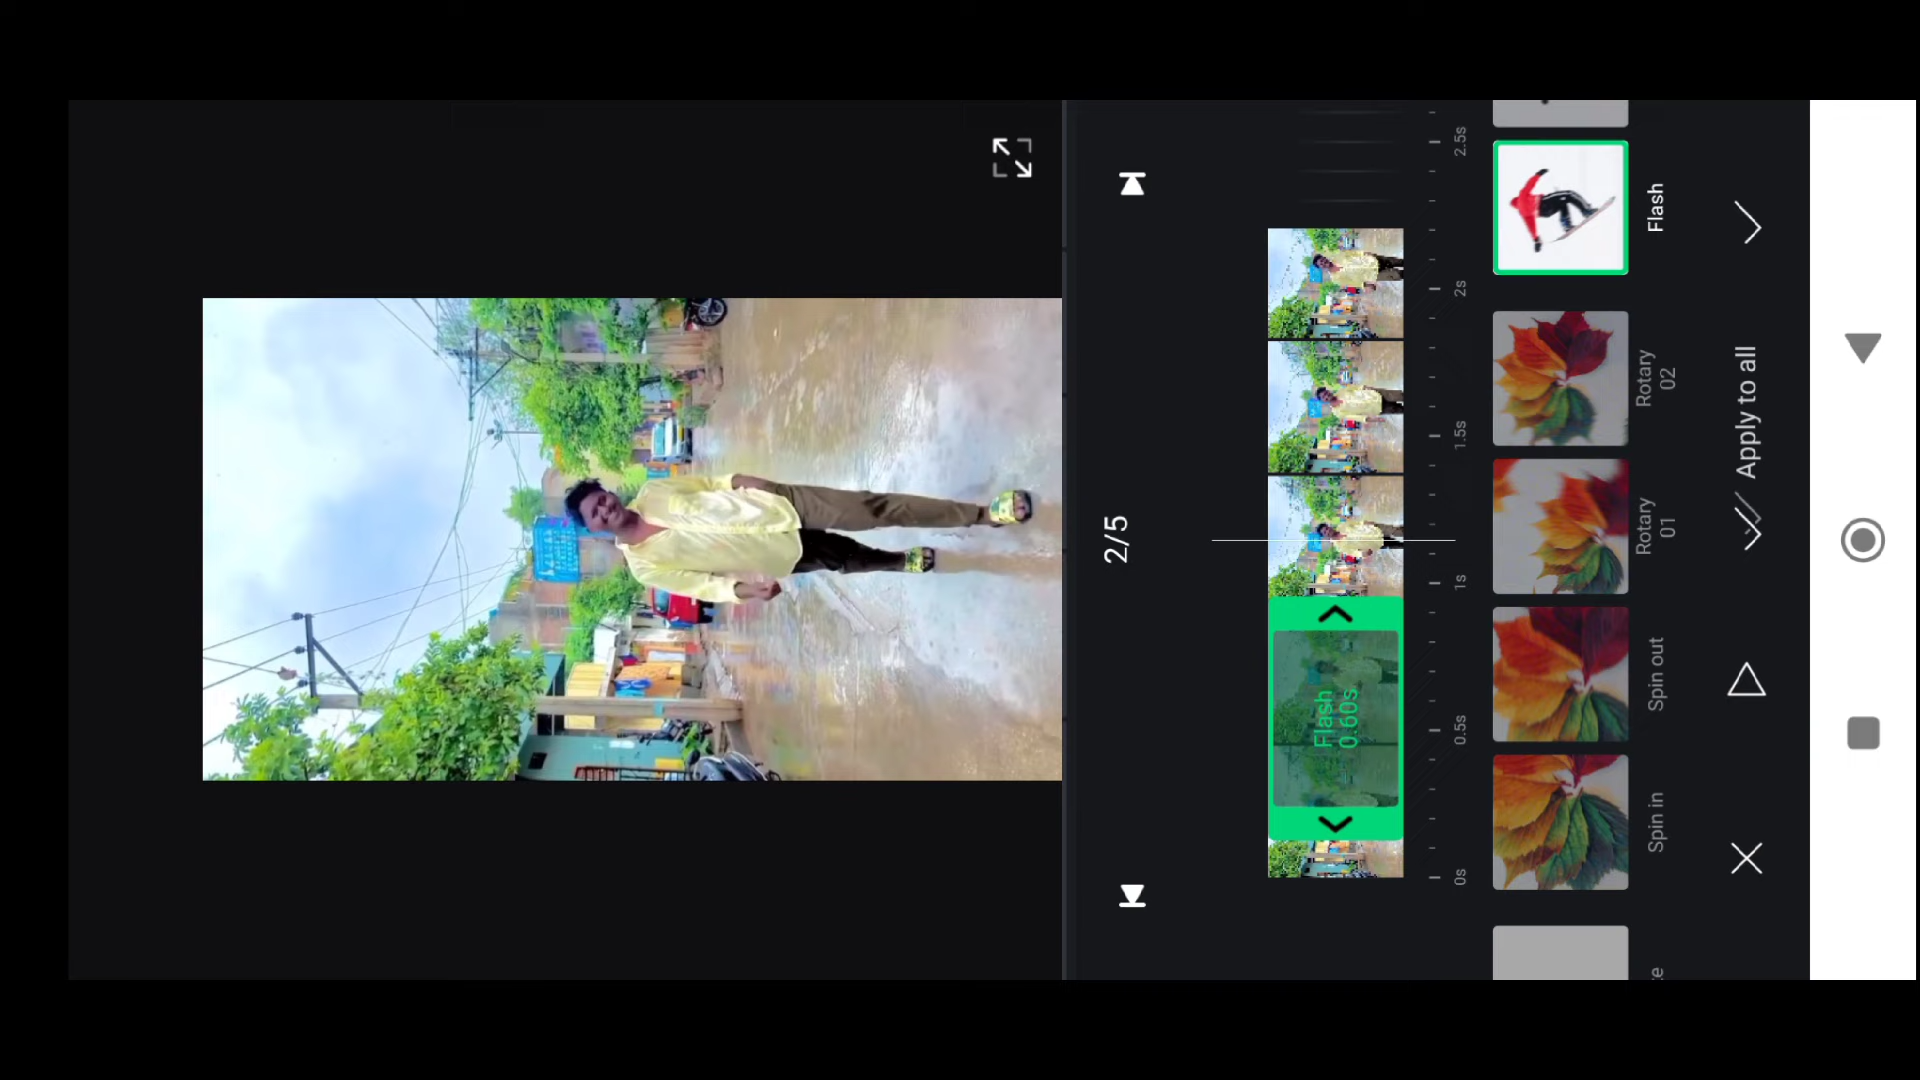 2/5
Flash
0.60s
0s
0.5s
1s
1.5s
2s
2.5s
Spin in
Spin out
Rotary
01
Rotary
02
Flash
Apply to all